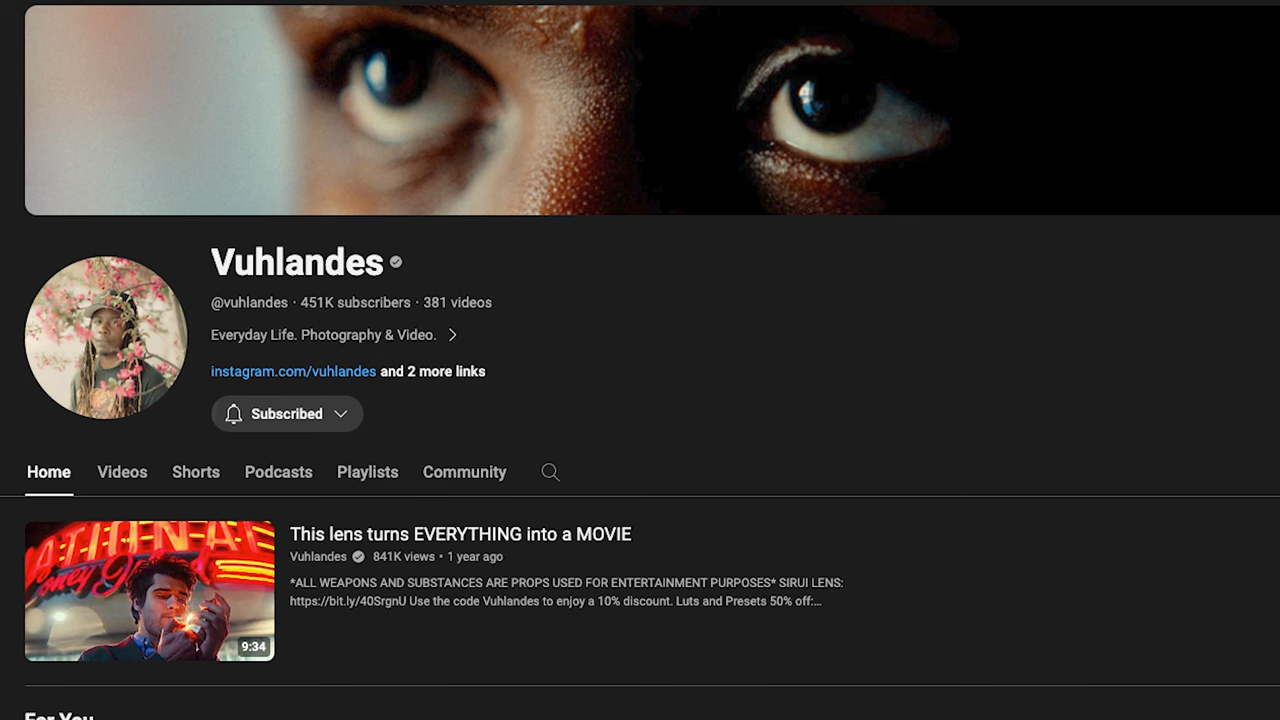 Vuhlandes
@vuhlandes · 451K subscribers · 381 videos
Everyday Life. Photography & Video.
instagram.com/vuhlandes and 2 more links
Subscribed
Home Videos Shorts Podcasts Playlists Community
This lens turns EVERYTHING into a MOVIE
Vuhlandes 841K views • 1 year ago
*ALL WEAPONS AND SUBSTANCES ARE PROPS USED FOR ENTERTAINMENT PURPOSES* SIRUI LENS:
https://bit.ly/40SrgnU Use the code Vuhlandes to enjoy a 10% discount. Luts and Presets 50% off:...
9:34
For You